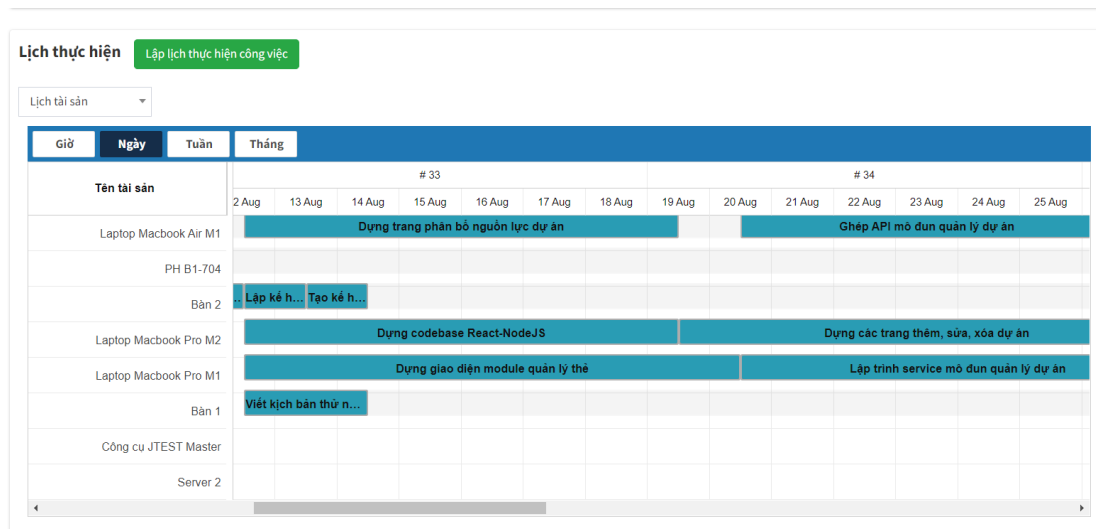 Lịch thực hiện Lập lịch thực hiện công việc
Lịch tài sản
Giờ Ngày Tuần Tháng
Tên tài sản
# 33 # 34
2 Aug 13 Aug 14 Aug 15 Aug 16 Aug 17 Aug 18 Aug 19 Aug 20 Aug 21 Aug 22 Aug 23 Aug 24 Aug 25 Aug
Laptop Macbook Air M1 Dựng trang phân bổ nguồn lực dự án Ghép API mô đun quản lý dự án
PH B1-704
Bàn 2 ... Lập kế h... Tạo kế h...
Laptop Macbook Pro M2 Dựng codebase React-NodeJS Dựng các trang thêm, sửa, xóa dự án
Laptop Macbook Pro M1 Dựng giao diện module quản lý thẻ Lập trình service mô đun quản lý dự án
Bàn 1 Viết kịch bản thử n...
Công cụ JTEST Master
Server 2